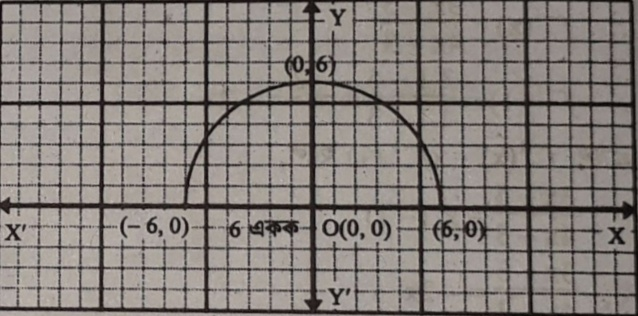 Y
(0, 6)
X′ (– 6, 0) 6 একক O(0, 0) (6, 0) X
Y′